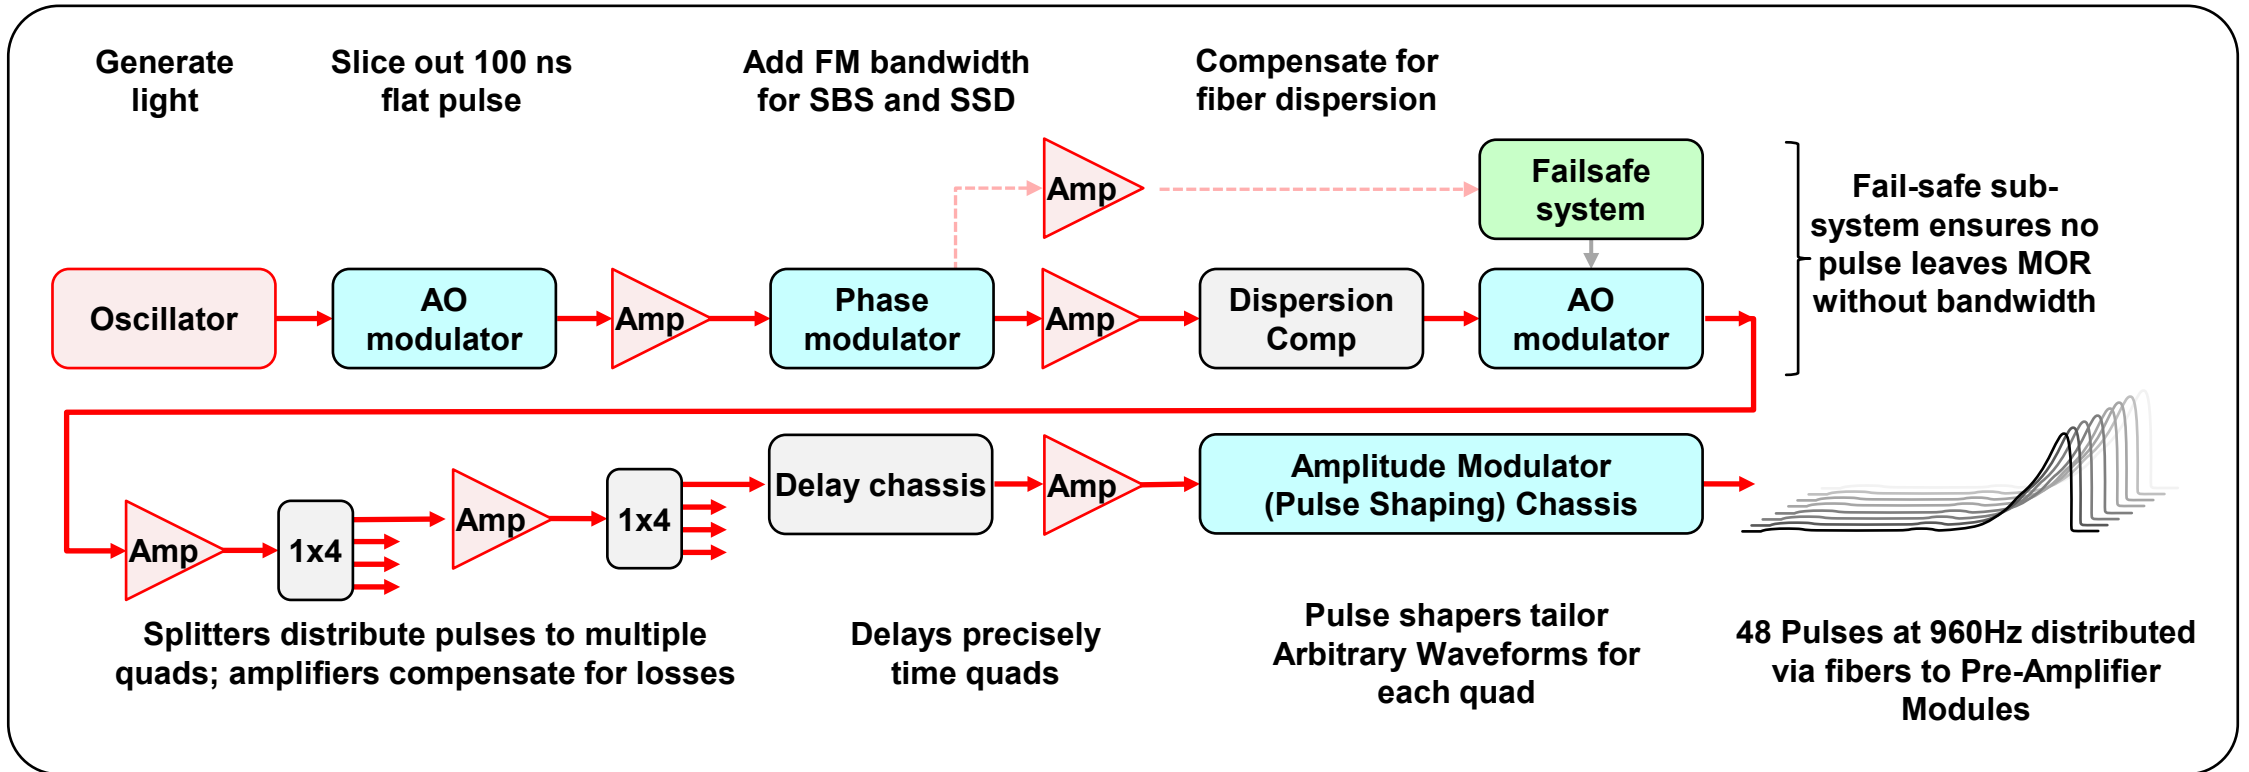 Generate
light
Slice out 100 ns
flat pulse
Add FM bandwidth
for SBS and SSD
Compensate for
fiber dispersion
Amp
Failsafe
system
Fail-safe sub-
system ensures no
pulse leaves MOR
without bandwidth
Oscillator
AO
modulator
Amp
Phase
modulator
Amp
Dispersion
Comp
AO
modulator
Amp
1x4
Amp
1x4
Delay chassis
Amp
Amplitude Modulator
(Pulse Shaping) Chassis
Splitters distribute pulses to multiple
quads; amplifiers compensate for losses
Delays precisely
time quads
Pulse shapers tailor
Arbitrary Waveforms for
each quad
48 Pulses at 960Hz distributed
via fibers to Pre-Amplifier
Modules